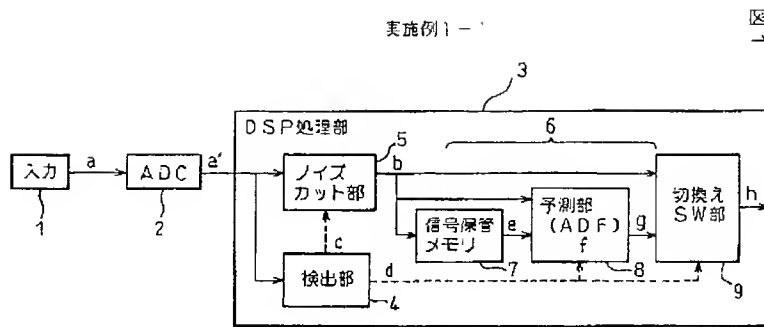 実施例1-
図
3
DSP処理部
6
5
入力
a
ADC
a'
ノイズ
カット部
b
切換え
SW部
h
1
2
信号保管
メモリ
e
予測部
(ADF)
f
g
c
7
8
検出部
d
4
9